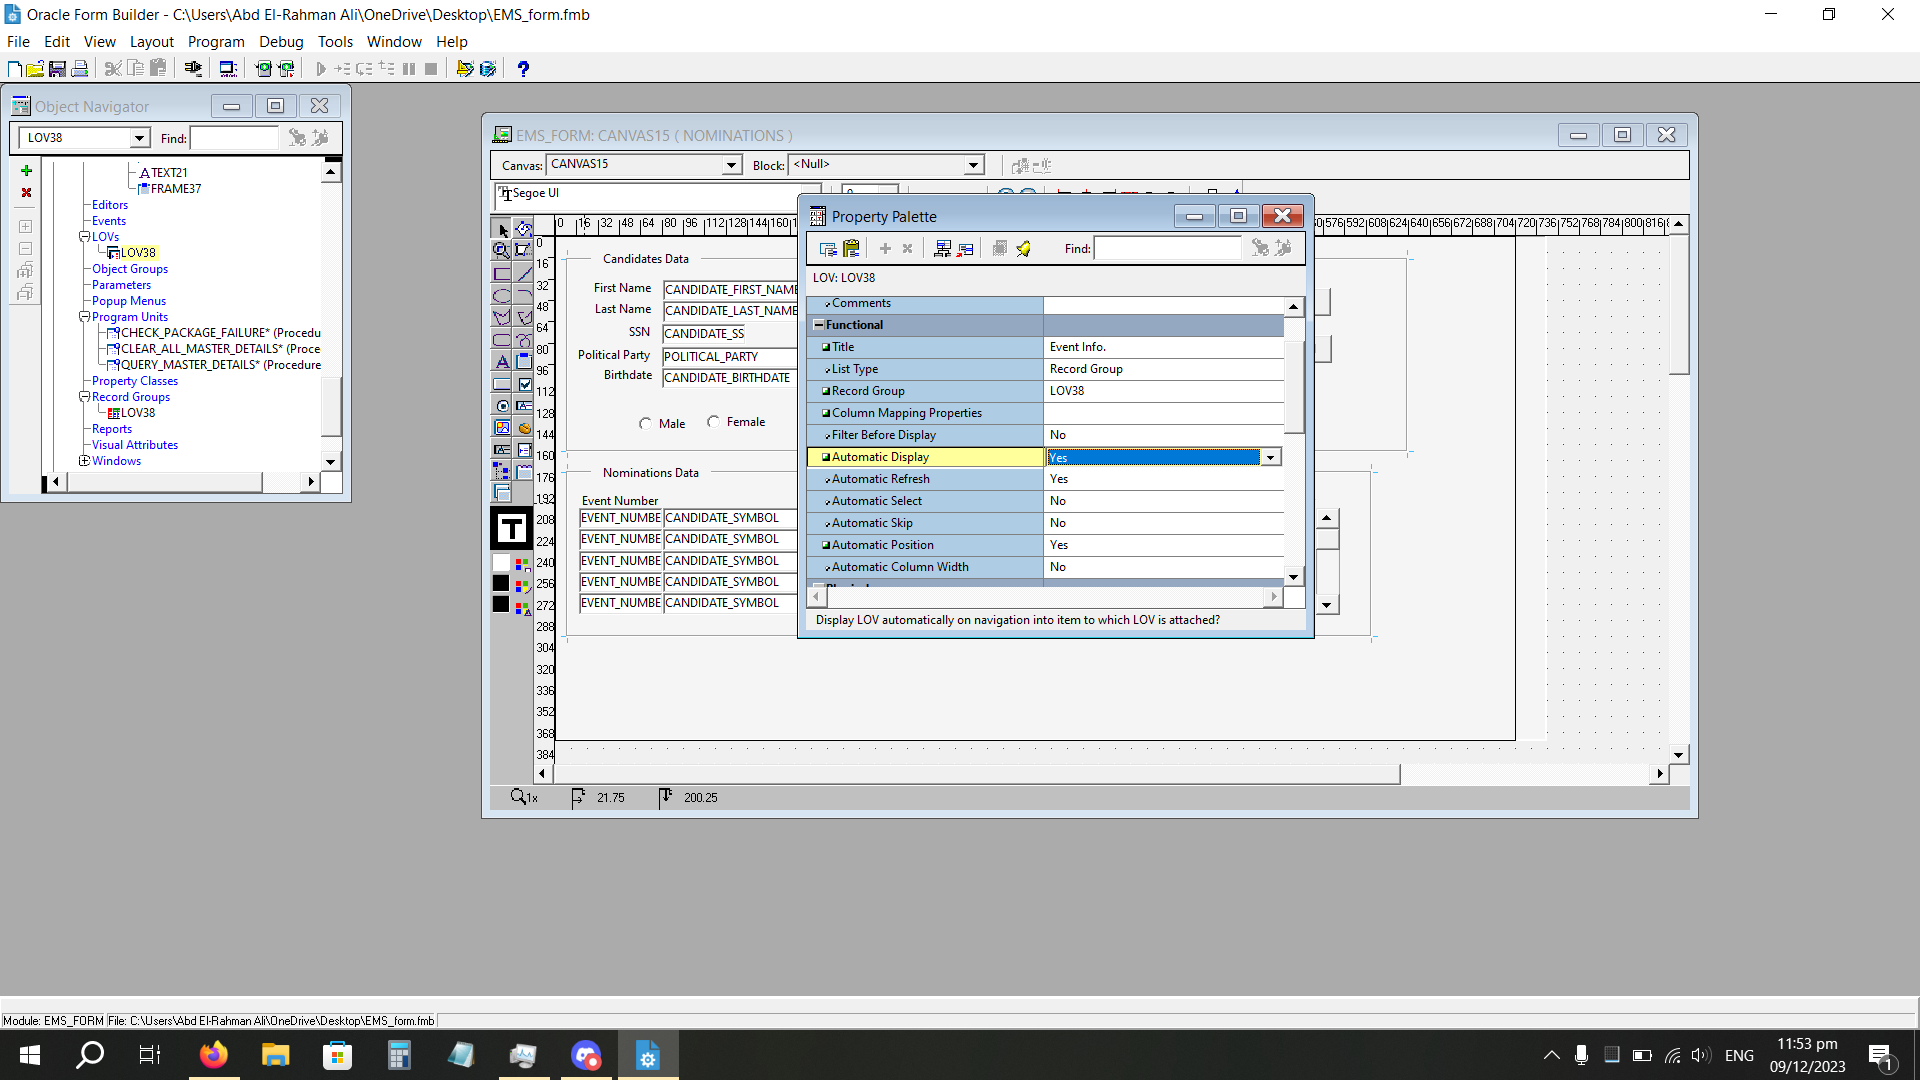 Oracle Form Builder - C:\Users\Abd El-Rahman Ali\OneDrive\Desktop\EMS_form.fmb
File Edit View Layout Program Debug Tools Window Help
Object Navigator
LOV38 Find:
TEXT21
FRAME37
Editors
Events
LOVs
LOV38
Object Groups
Parameters
Popup Menus
Program Units
CHECK_PACKAGE_FAILURE* (Procedu
CLEAR_ALL_MASTER_DETAILS* (Proce
QUERY_MASTER_DETAILS* (Procedure
Property Classes
Record Groups
LOV38
Reports
Visual Attributes
Windows
EMS_FORM: CANVAS15 ( NOMINATIONS )
Canvas: CANVAS15 Block: <Null>
Segoe UI
0 16 32 48 64 80 96 112 128 144 160
576 592 608 624 640 656 672 688 704 720 736 752 768 784 800 816
0
16
32
48
64
80
96
112
128
144
160
176
192
208
224
240
256
272
288
304
320
336
352
368
384
Candidates Data
First Name CANDIDATE_FIRST_NAME
Last Name CANDIDATE_LAST_NAME
SSN CANDIDATE_SS
Political Party POLITICAL_PARTY
Birthdate CANDIDATE_BIRTHDATE
Male Female
Nominations Data
Event Number
EVENT_NUMBE CANDIDATE_SYMBOL
EVENT_NUMBE CANDIDATE_SYMBOL
EVENT_NUMBE CANDIDATE_SYMBOL
EVENT_NUMBE CANDIDATE_SYMBOL
EVENT_NUMBE CANDIDATE_SYMBOL
1x 21.75 200.25
Property Palette
Find:
LOV: LOV38
Comments
Functional
Title Event Info.
List Type Record Group
Record Group LOV38
Column Mapping Properties
Filter Before Display No
Automatic Display Yes
Automatic Refresh Yes
Automatic Select No
Automatic Skip No
Automatic Position Yes
Automatic Column Width No
Display LOV automatically on navigation into item to which LOV is attached?
Module: EMS_FORM File: C:\Users\Abd El-Rahman Ali\OneDrive\Desktop\EMS_form.fmb
ENG
11:53 pm
09/12/2023
1